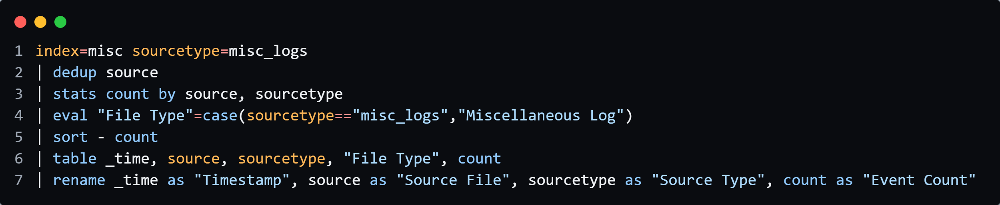 1 index=misc sourcetype=misc_logs
2 | dedup source
3 | stats count by source, sourcetype
4 | eval "File Type"=case(sourcetype=="misc_logs","Miscellaneous Log")
5 | sort - count
6 | table _time, source, sourcetype, "File Type", count
7 | rename _time as "Timestamp", source as "Source File", sourcetype as "Source Type", count as "Event Count"